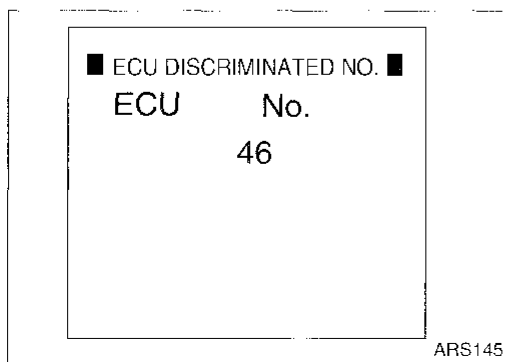 ■ ECU DISCRIMINATED NO. ■
ECU No.
46
ARS145